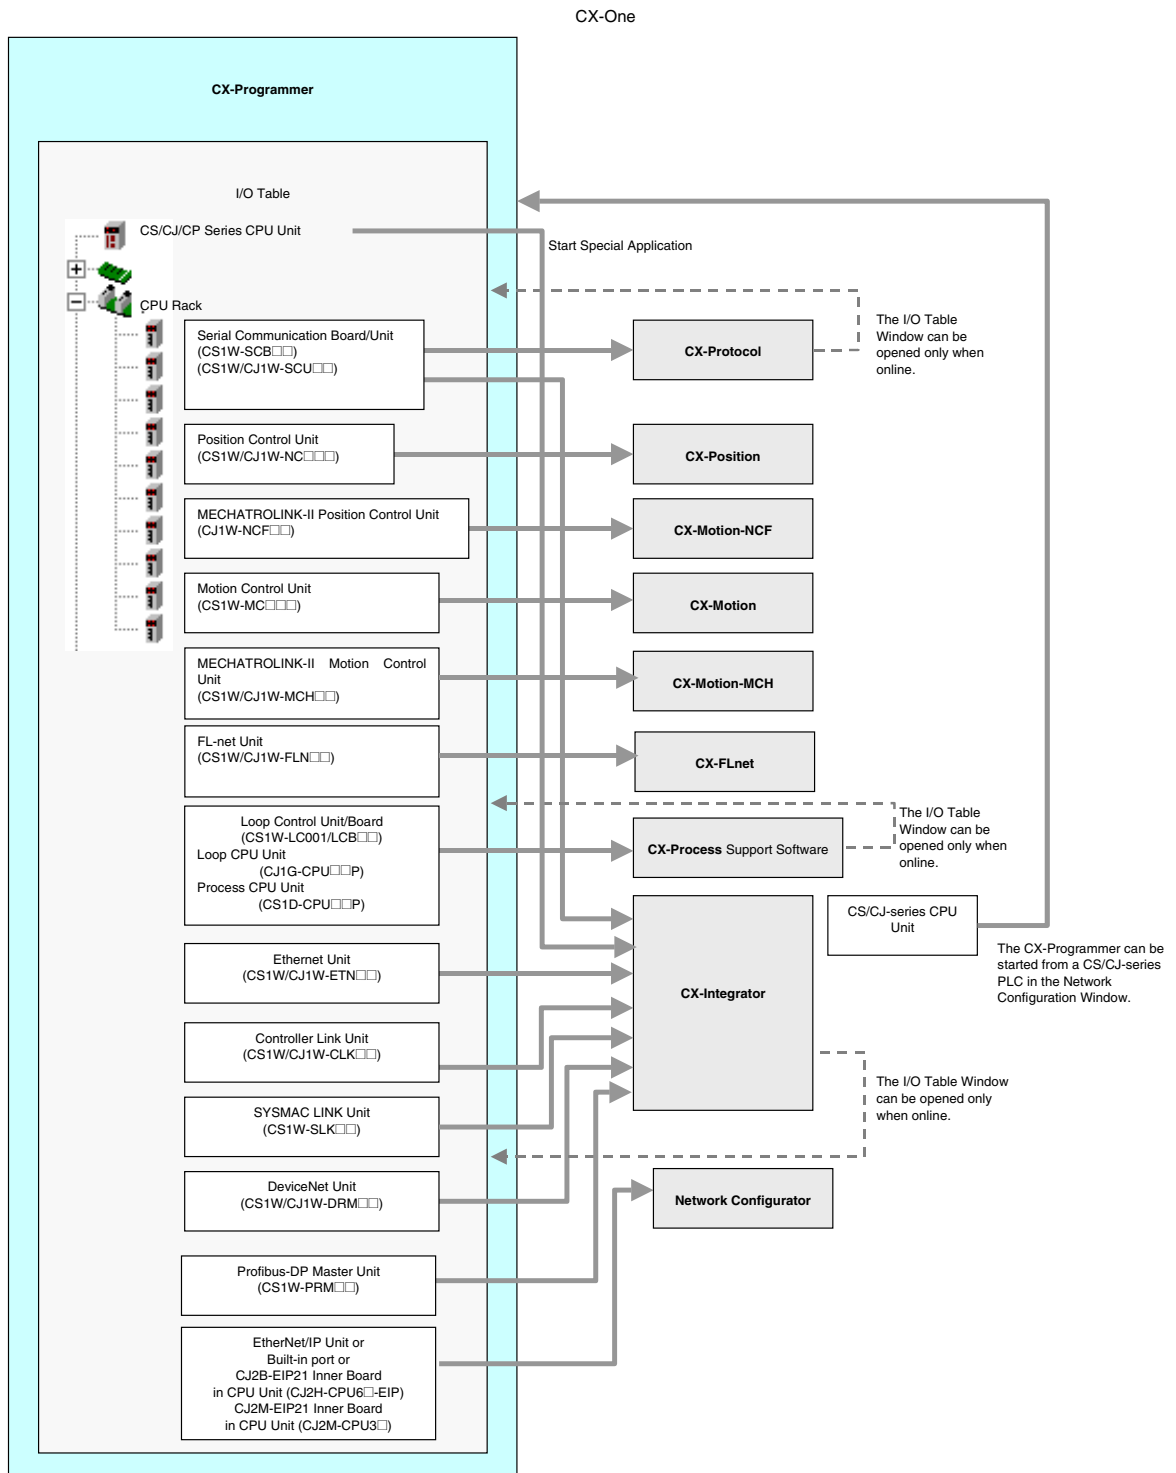 CX-One
CX-Programmer
I/O Table
CS/CJ/CP Series CPU Unit
Start Special Application
CPU Rack
Serial Communication Board/Unit
(CS1W-SCB□□)
(CS1W/CJ1W-SCU□□)
CX-Protocol
The I/O Table
Window can be
opened only when
online.
Position Control Unit
(CS1W/CJ1W-NC□□□)
CX-Position
MECHATROLINK-II Position Control Unit
(CJ1W-NCF□□)
CX-Motion-NCF
Motion Control Unit
(CS1W-MC□□□)
CX-Motion
MECHATROLINK-II Motion Control
Unit
(CS1W/CJ1W-MCH□□)
CX-Motion-MCH
FL-net Unit
(CS1W/CJ1W-FLN□□)
CX-FLnet
Loop Control Unit/Board
(CS1W-LC001/LCB□□)
Loop CPU Unit
(CJ1G-CPU□□P)
Process CPU Unit
(CS1D-CPU□□P)
CX-Process Support Software
The I/O Table
Window can be
opened only when
online.
Ethernet Unit
(CS1W/CJ1W-ETN□□)
CX-Integrator
CS/CJ-series CPU
Unit
The CX-Programmer can be
started from a CS/CJ-series
PLC in the Network
Configuration Window.
Controller Link Unit
(CS1W/CJ1W-CLK□□)
The I/O Table Window
can be opened only
when online.
SYSMAC LINK Unit
(CS1W-SLK□□)
DeviceNet Unit
(CS1W/CJ1W-DRM□□)
Network Configurator
Profibus-DP Master Unit
(CS1W-PRM□□)
EtherNet/IP Unit or
Built-in port or
CJ2B-EIP21 Inner Board
in CPU Unit (CJ2H-CPU6□-EIP)
CJ2M-EIP21 Inner Board
in CPU Unit (CJ2M-CPU3□)